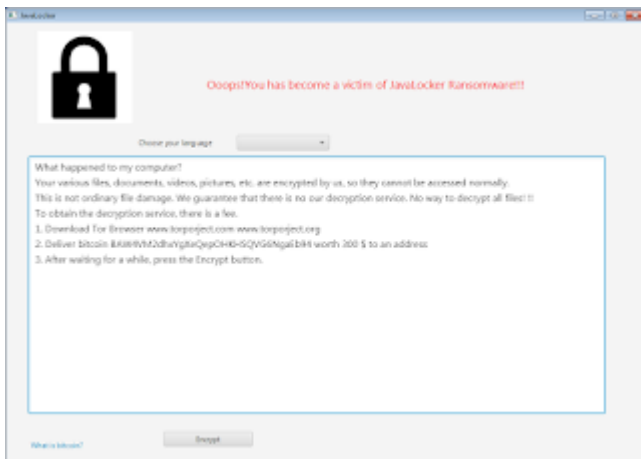 JavaLocker
Ooops!You has become a victim of JavaLocker Ransomware!!!
Choose your language
What happened to my computer?
Your various files, documents, videos, pictures, etc. are encrypted by us, so they cannot be accessed normally.
This is not ordinary file damage. We guarantee that there is no our decryption service. No way to decrypt all files! !!
To obtain the decryption service, there is a fee.
1. Download Tor Browser www.torporject.com www.torporject.org
2. Deliver bitcoin worth 300 $ to an address
3. After waiting for a while, press the Encrypt button.
What is bitcoin?
Encrypt